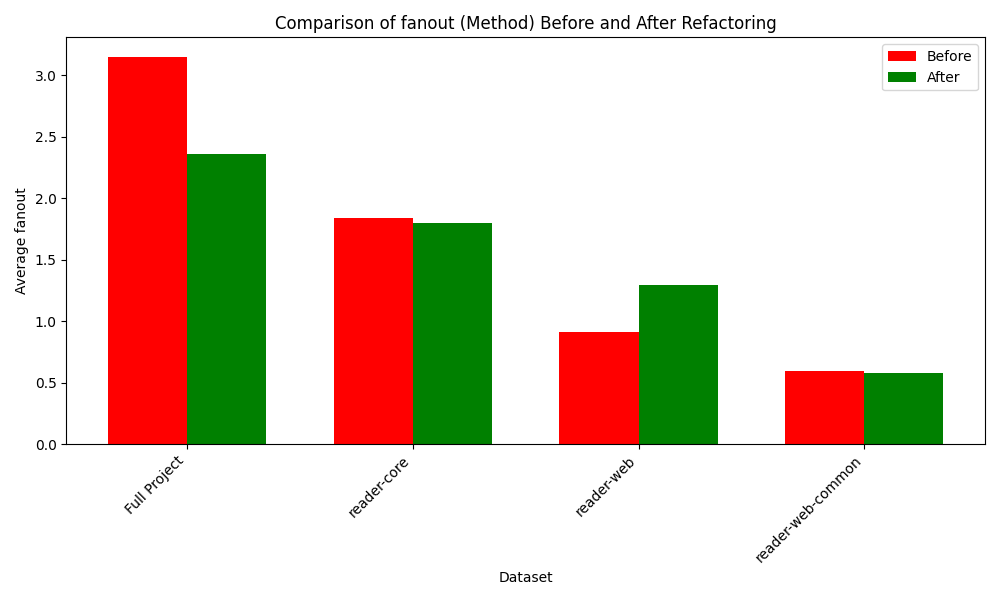 Comparison of fanout (Method) Before and After Refactoring
Before
After
Average fanout
3.0
2.5
2.0
1.5
1.0
0.5
0.0
Full Project
reader-core
reader-web
reader-web-common
Dataset